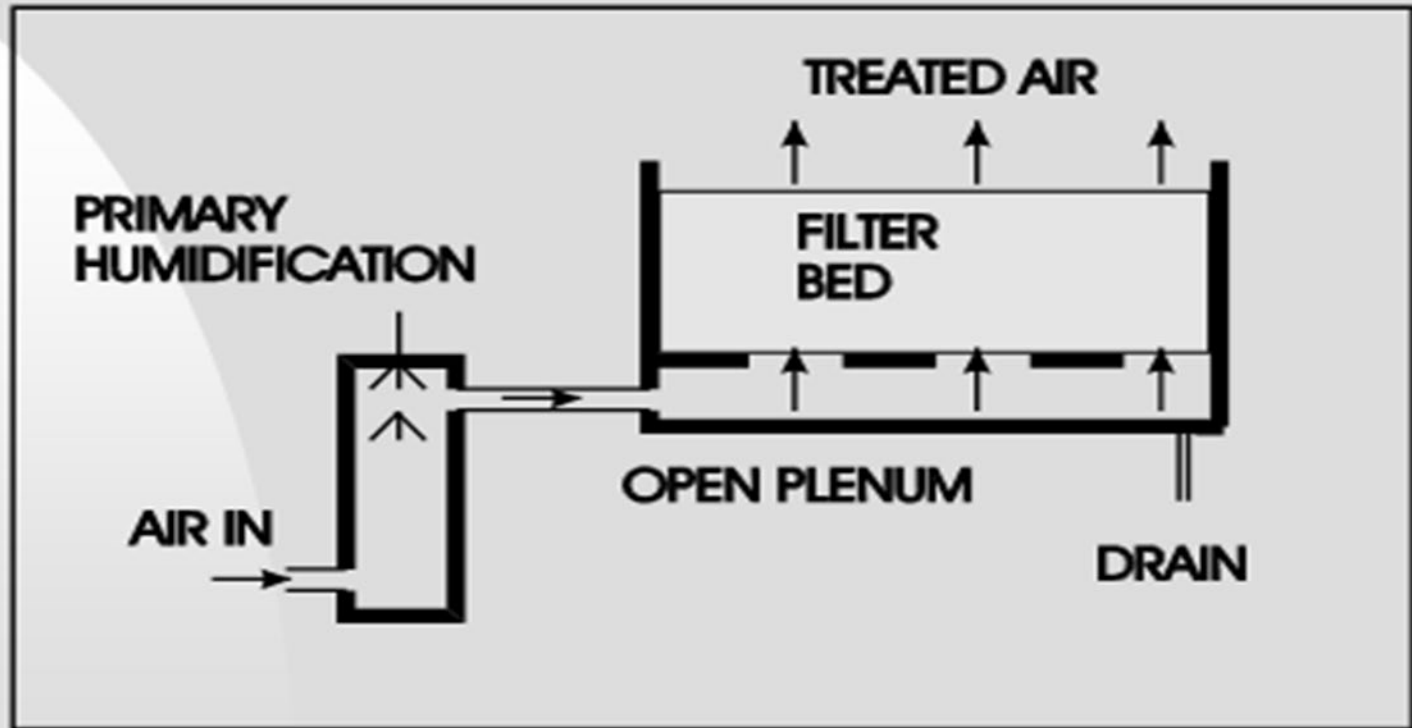 TREATED AIR
PRIMARY
HUMIDIFICATION
FILTER
BED
OPEN PLENUM
AIR IN
DRAIN